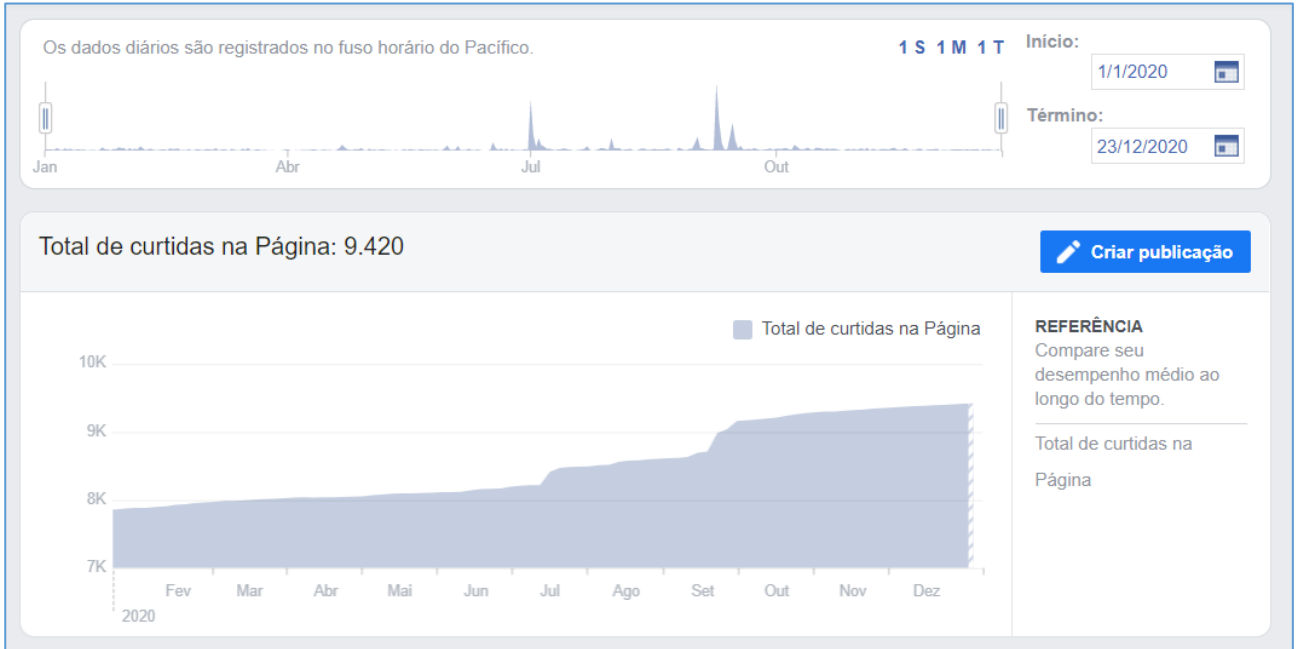 Os dados diários são registrados no fuso horário do Pacífico.
1 S 1 M 1 T
Início:
1/1/2020
Término:
23/12/2020
Jan Abr Jul Out
Total de curtidas na Página: 9.420
Criar publicação
Total de curtidas na Página
10K
9K
8K
7K
Fev Mar Abr Mai Jun Jul Ago Set Out Nov Dez
2020
REFERÊNCIA
Compare seu
desempenho médio ao
longo do tempo.
Total de curtidas na
Página